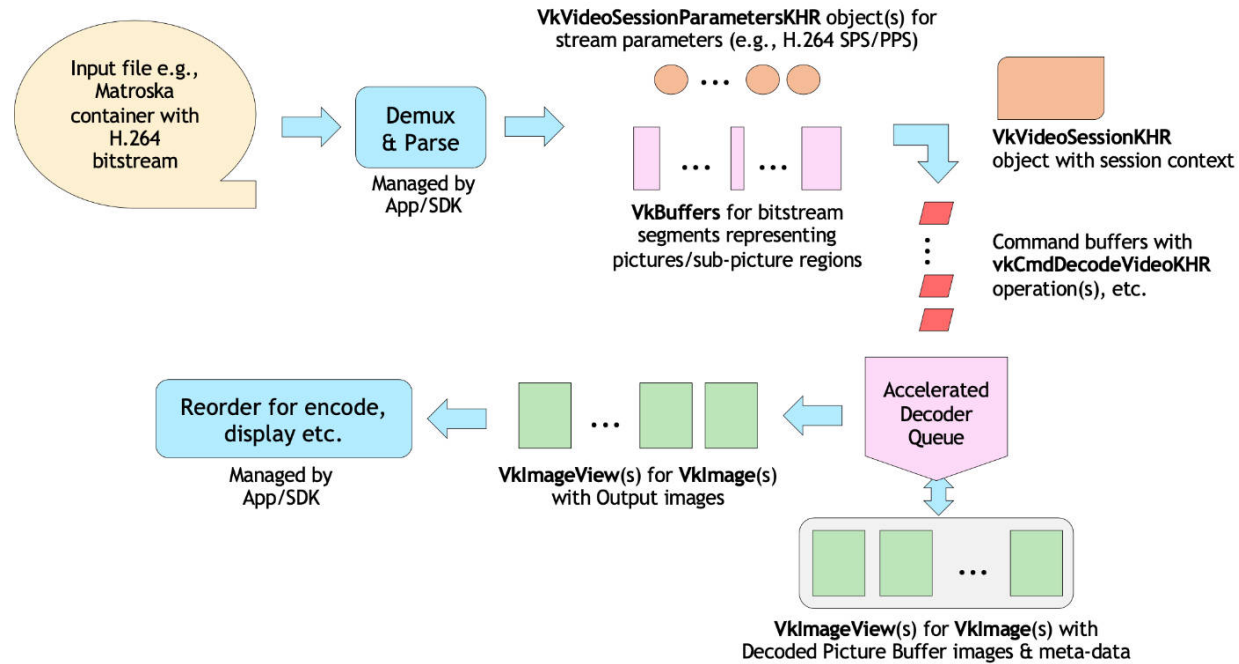 Input file e.g.,
Matroska
container with
H.264
bitstream
Demux
& Parse
Managed by
App/SDK
VkVideoSessionParametersKHR object(s) for
stream parameters (e.g., H.264 SPS/PPS)
...
... ...
VkBuffers for bitstream
segments representing
pictures/sub-picture regions
VkVideoSessionKHR
object with session context
Command buffers with
vkCmdDecodeVideoKHR
operation(s), etc.
Accelerated
Decoder
Queue
...
VkImageView(s) for VkImage(s) with
Decoded Picture Buffer images & meta-data
...
VkImageView(s) for VkImage(s)
with Output images
Reorder for encode,
display etc.
Managed by
App/SDK